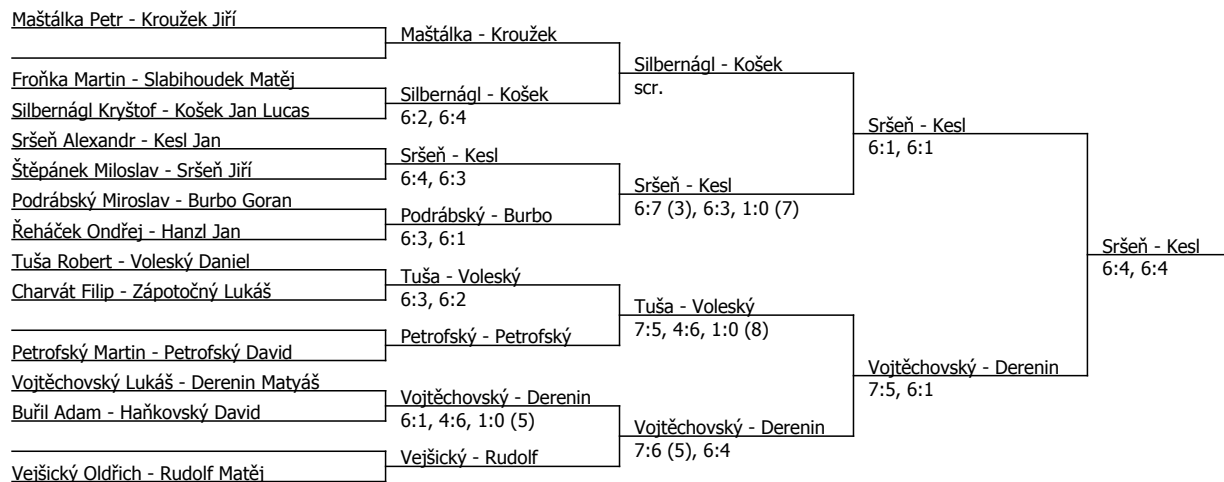 Maštálka Petr - Kroužek Jiří
Maštálka - Kroužek
Silbernágl - Košek
scr.
Froňka Martin - Slabihoudek Matěj
Silbernágl - Košek
6:2, 6:4
Silbernágl Kryštof - Košek Jan Lucas
Sršeň - Kesl
6:1, 6:1
Sršeň Alexandr - Kesl Jan
Sršeň - Kesl
6:4, 6:3
Štěpánek Miloslav - Sršeň Jiří
Sršeň - Kesl
6:7 (3), 6:3, 1:0 (7)
Podrábský Miroslav - Burbo Goran
Podrábský - Burbo
6:3, 6:1
Řeháček Ondřej - Hanzl Jan
Sršeň - Kesl
6:4, 6:4
Tuša Robert - Voleský Daniel
Tuša - Voleský
6:3, 6:2
Charvát Filip - Zápotočný Lukáš
Tuša - Voleský
7:5, 4:6, 1:0 (8)
Petrofský - Petrofský
Petrofský Martin - Petrofský David
Vojtěchovský - Derenin
7:5, 6:1
Vojtěchovský Lukáš - Derenin Matyáš
Vojtěchovský - Derenin
6:1, 4:6, 1:0 (5)
Buřil Adam - Haňkovský David
Vojtěchovský - Derenin
7:6 (5), 6:4
Vejšický - Rudolf
Vejšický Oldřich - Rudolf Matěj